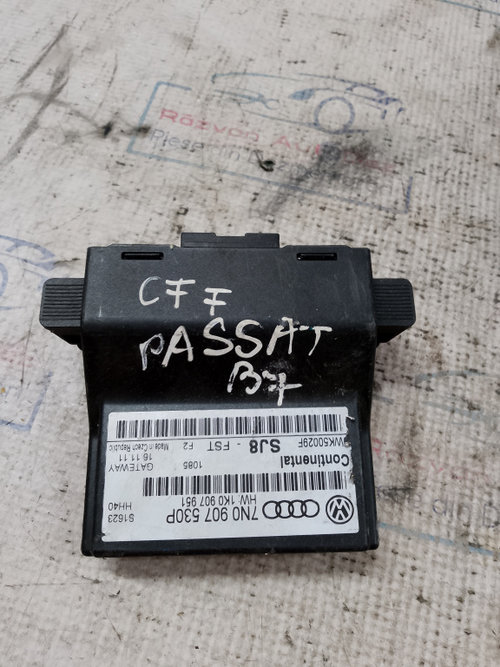 CFF
PASSAT
B7
7N0 907 530P
HW 1K0 907 951
S1623
HH40
Continental
1085
GATEWAY
16.11.11
SJ8 - FST F2
Made in Czech Republic
5WK50029F